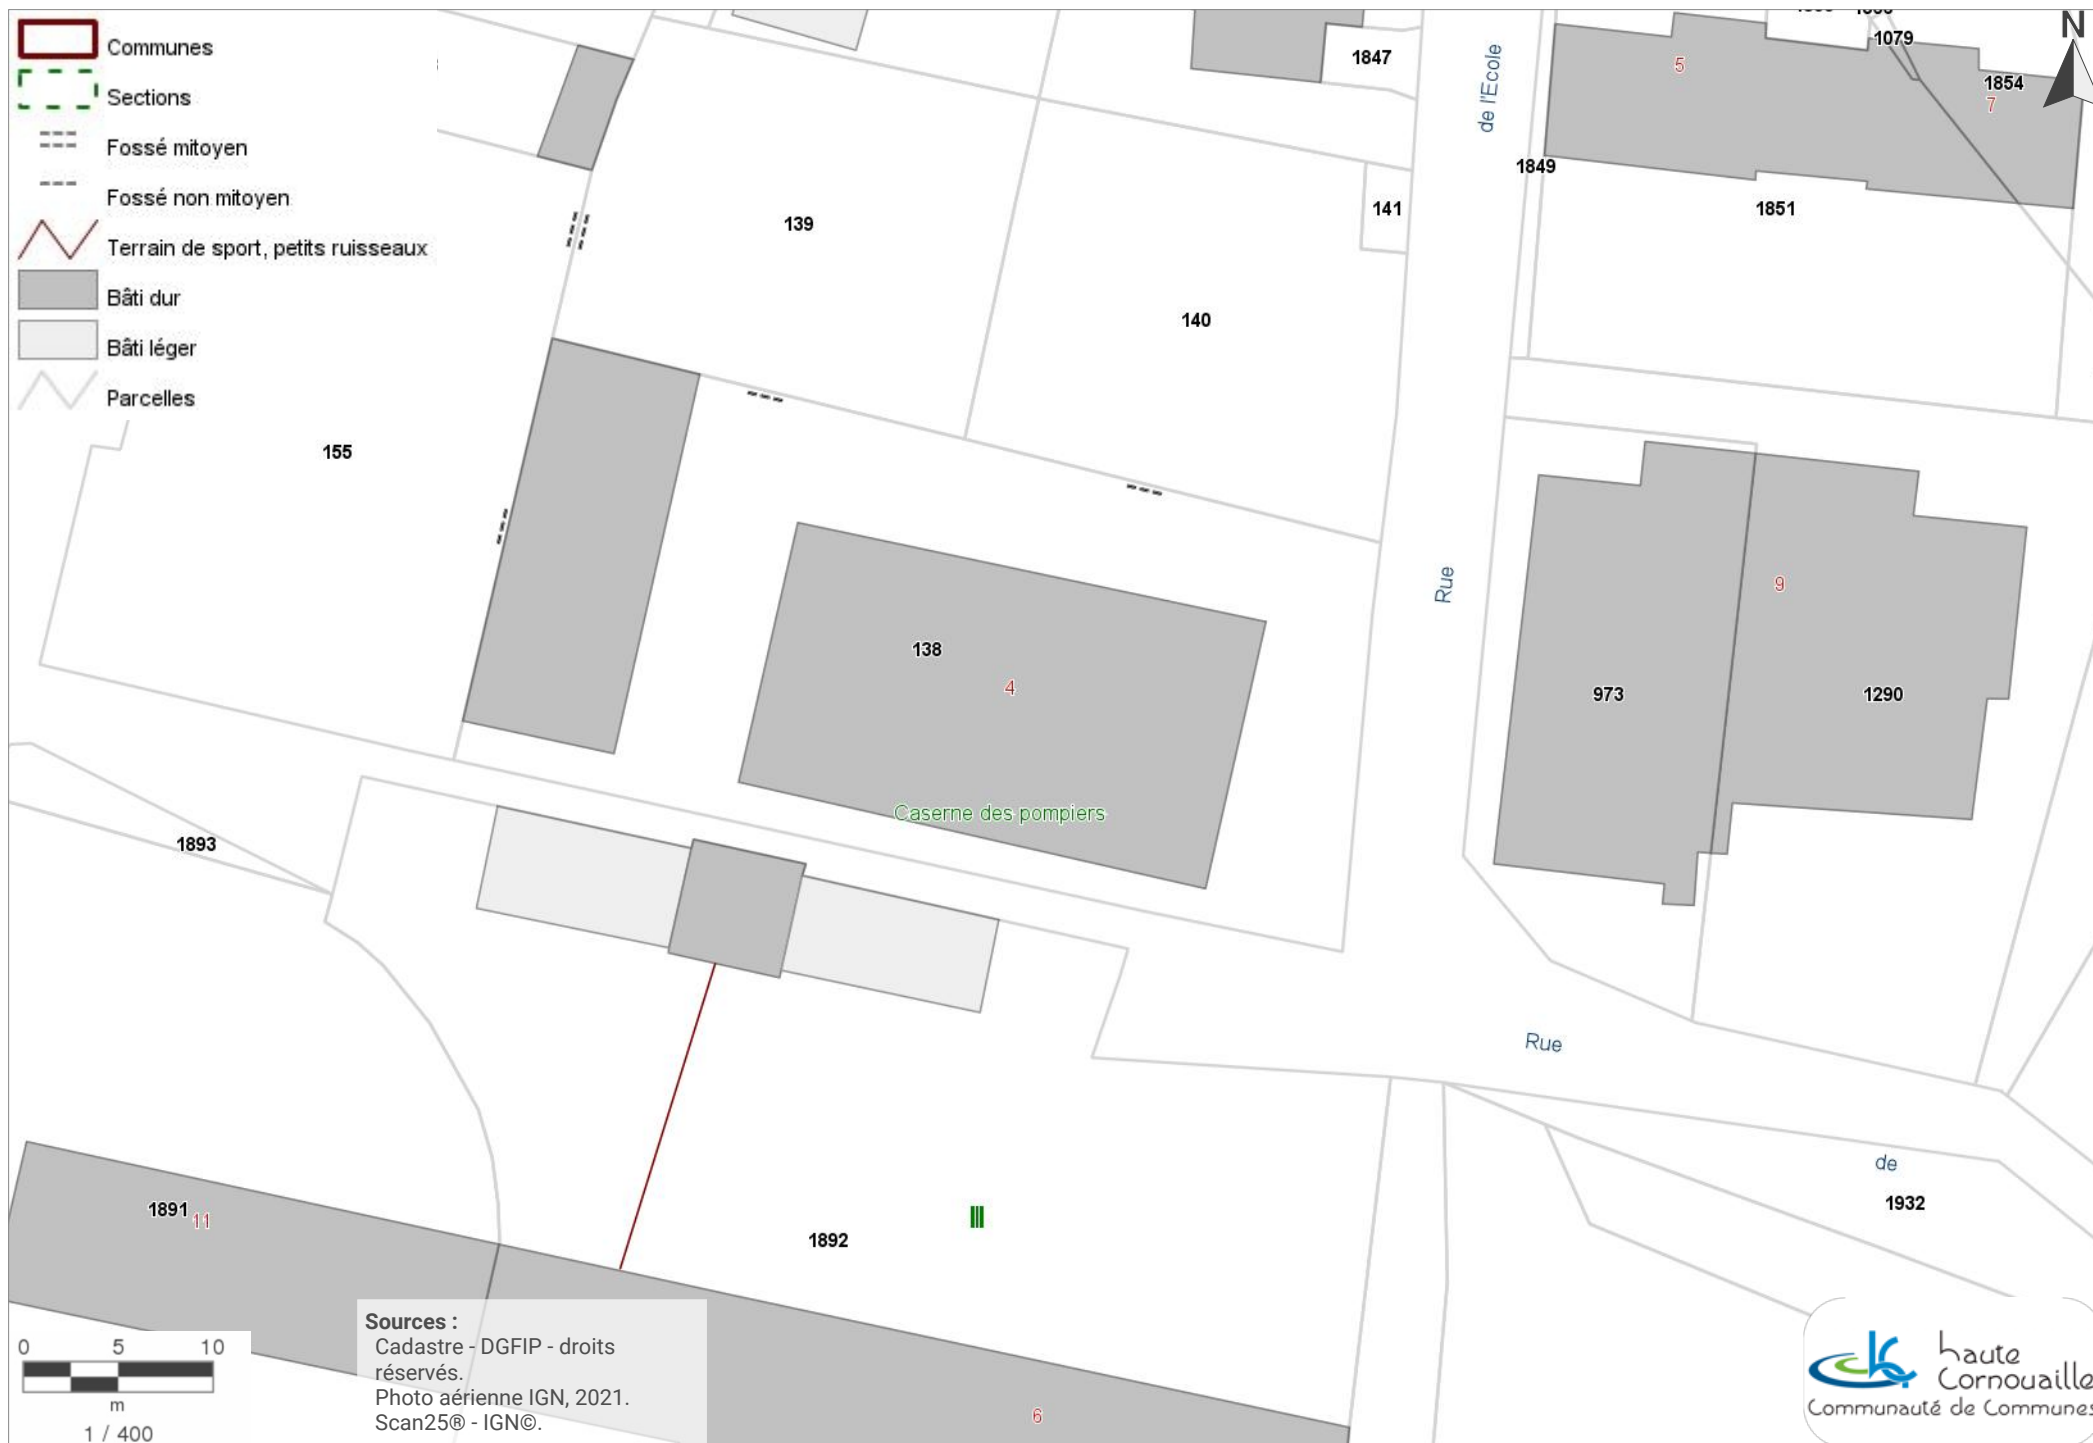 Communes
Sections
Fossé mitoyen
Fossé non mitoyen
Terrain de sport, petits ruisseaux
Bâti dur
Bâti léger
Parcelles
N
1079
1847
5
1854
7
de l'Ecole
1849
139
141
1851
140
155
Rue
9
138
4
973
1290
Caserne des pompiers
1893
Rue
de
1932
1891
11
1892
6
0 5 10
m
1 / 400
Sources :
Cadastre - DGFIP - droits
réservés.
Photo aérienne IGN, 2021.
Scan25® - IGN©.
haute
Cornouaille
Communauté de Communes